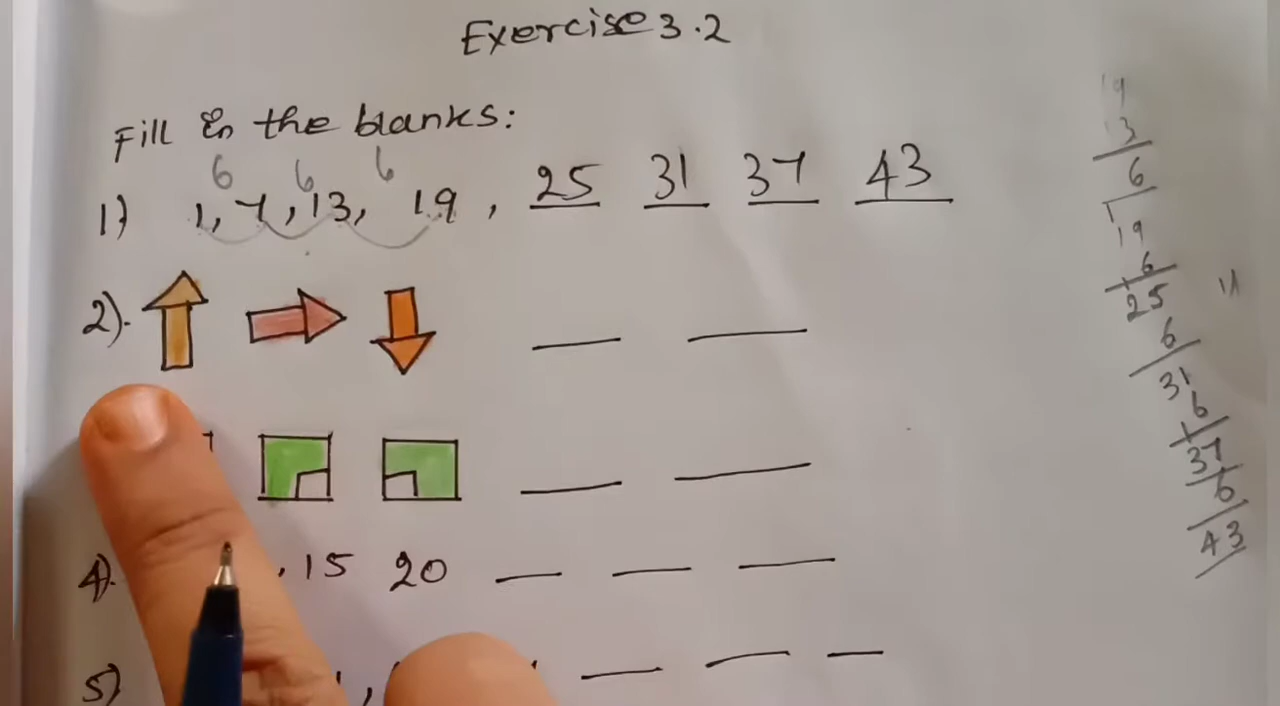 Exercise 3.2
Fill in the blanks:
6 6 6
1) 1, 7, 13, 19, 25 31 37 43
2).
4). , 15 20
5)
19
13
6
19
6
25
6
31
6
37
6
43